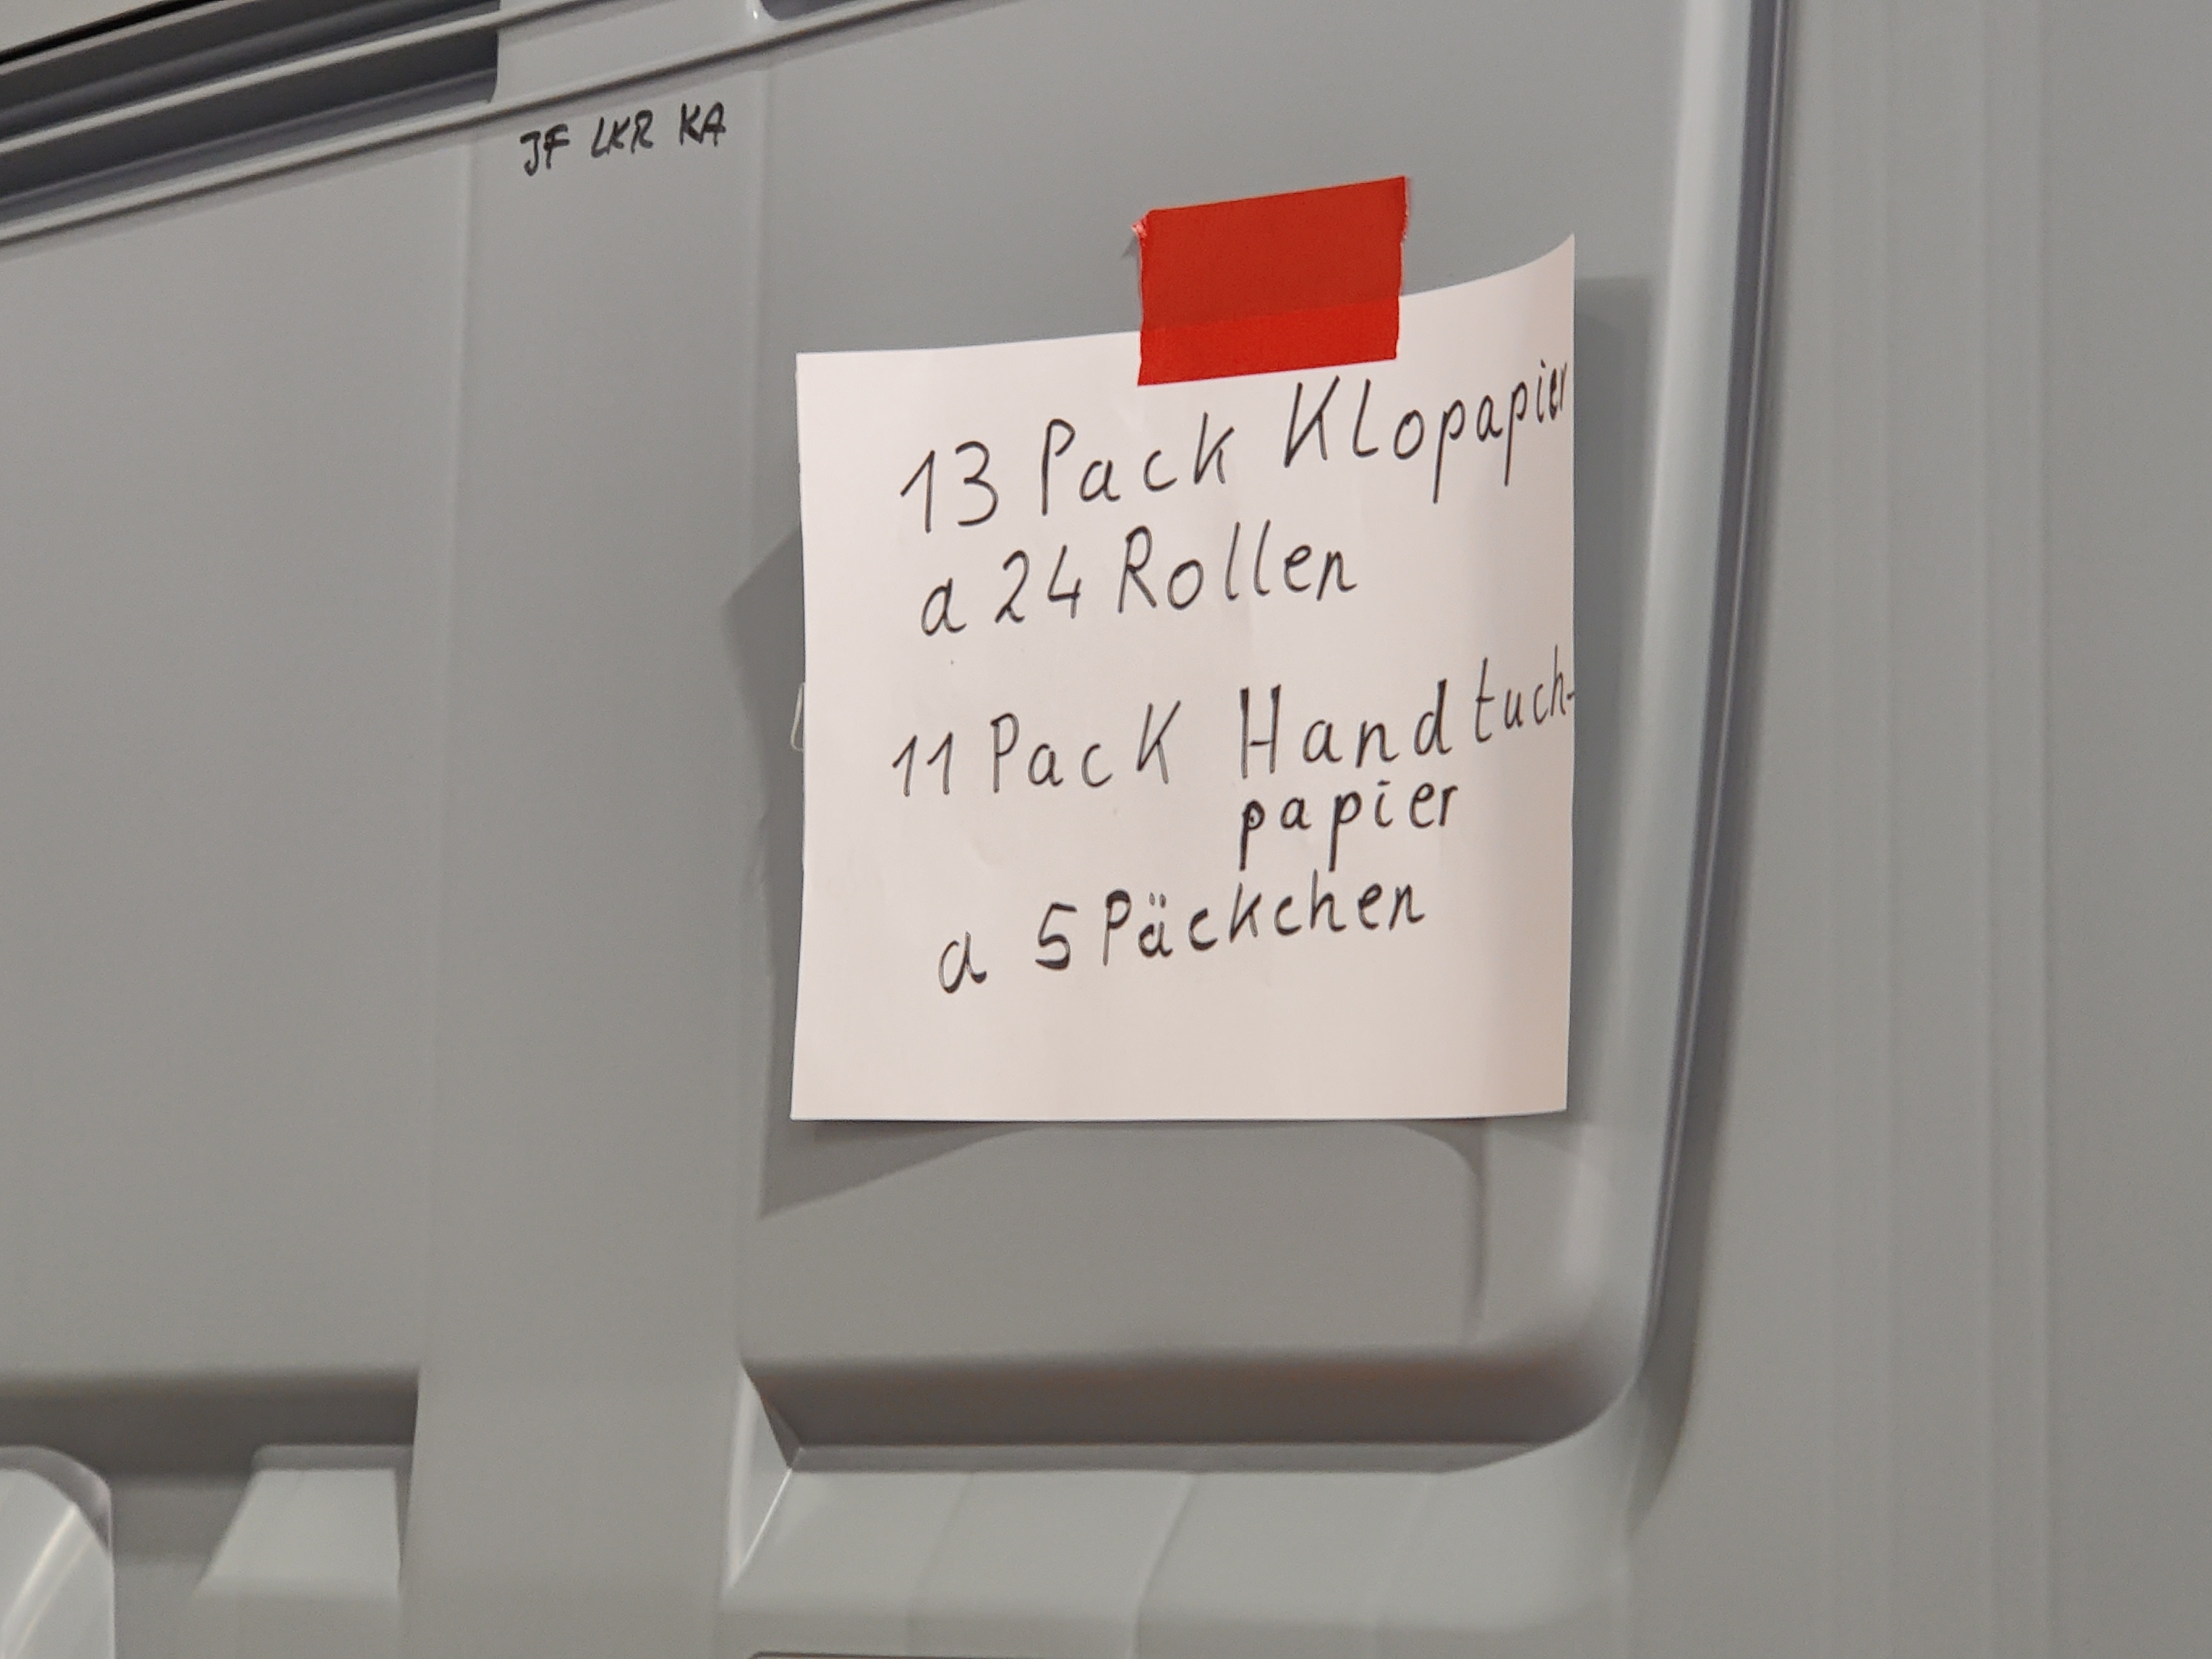 JF LKR KA
13 Pack Klopapier
a 24 Rollen
11 Pack Handtuch-
papier
a 5 Päckchen